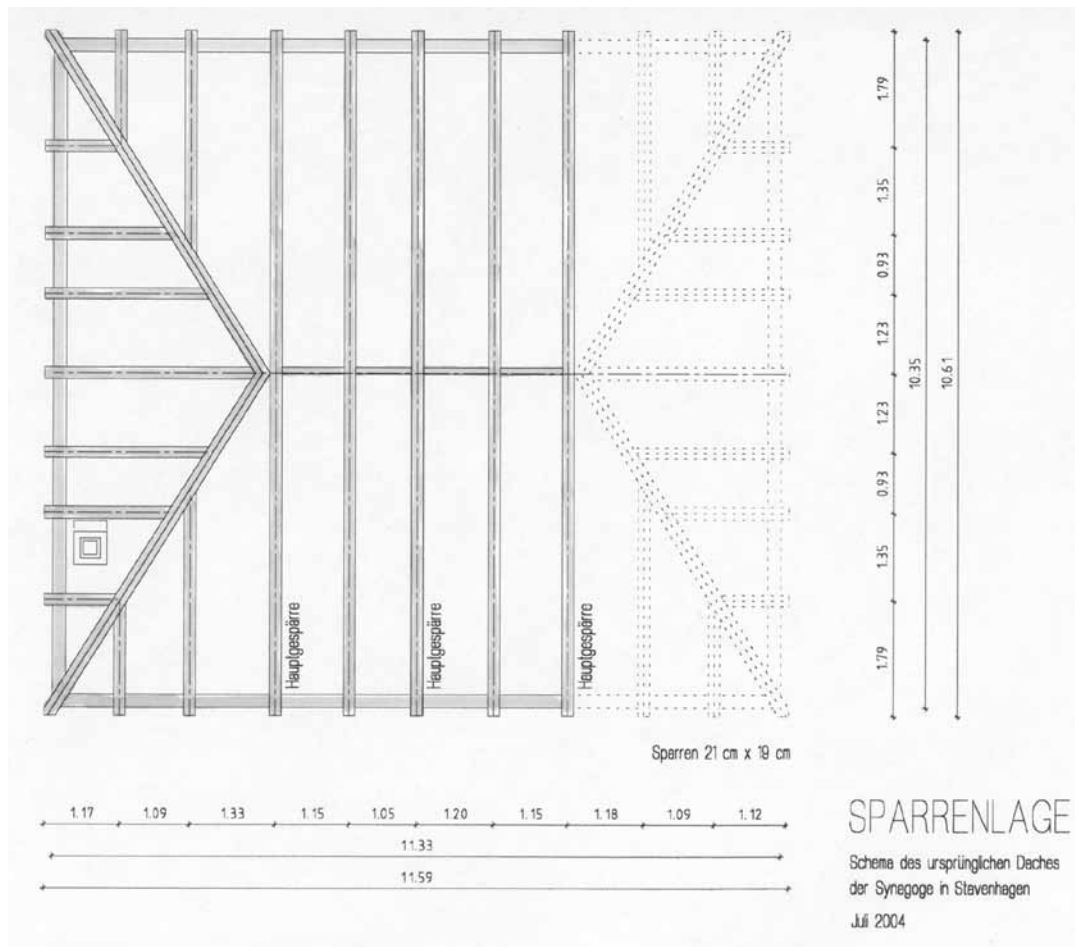 1.79
1.35
0.93
1.23
1.23
0.93
1.35
1.79
10.35
10.61
Hauptgespärre
Hauptgespärre
Hauptgespärre
Sparren 21 cm x 19 cm
1.17 1.09 1.33 1.15 1.05 1.20 1.15 1.18 1.09 1.12
11.33
11.59
SPARRENLAGE
Schema des ursprünglichen Daches
der Synagoge in Stavenhagen
Juli 2004